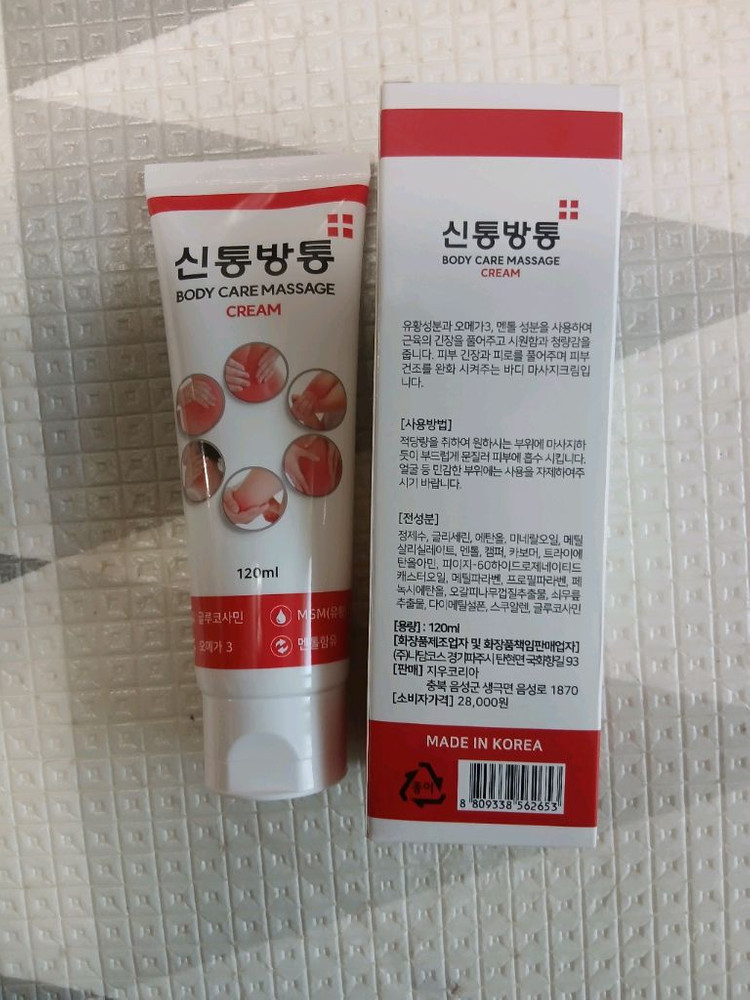 신통방통
BODY CARE MASSAGE
CREAM
120ml
글루코사민
MSM(유황)
오메가 3
멘톨함유
신통방통
BODY CARE MASSAGE
CREAM
유황성분과 오메가3, 멘톨 성분을 사용하여
근육의 긴장을 풀어주고 시원함과 청량감을
줍니다. 피부 긴장과 피로를 풀어주며 피부
건조를 완화 시켜주는 바디 마사지크림입
니다.
[사용방법]
적당량을 취하여 원하시는 부위에 마사지하
듯이 부드럽게 문질러 피부에 흡수 시킵니다.
얼굴 등 민감한 부위에는 사용을 자제하여주
시기 바랍니다.
[전성분]
정제수, 글리세린, 에탄올, 미네랄오일, 메틸
살리실레이트, 멘톨, 캠퍼, 카보머, 트라이에
탄올아민, 피이지-60하이드로제네이티드
캐스터오일, 메틸파라벤, 프로필파라벤, 페
녹시에탄올, 오갈피나무껍질추출물, 쇠무릎
추출물, 다이메틸설폰, 스쿠알렌, 글루코사민
[용량] : 120ml
[화장품제조업자 및 화장품책임판매업자]
(주)나담코스 경기파주시 탄현면 국화향길 93
[판매] 지우코리아
충북 음성군 생극면 음성로 1870
[소비자가격] 28,000원
MADE IN KOREA
종이
8 809338 562653